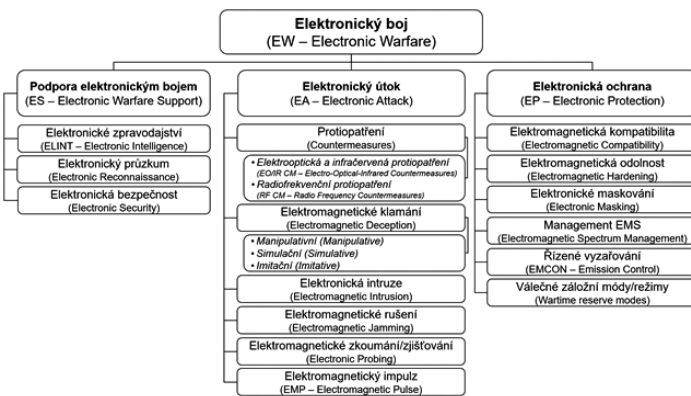 Elektronický boj
(EW – Electronic Warfare)
Podpora elektronickým bojem
(ES – Electronic Warfare Support)
Elektronické zpravodajství
(ELINT – Electronic Intelligence)
Elektronický průzkum
(Electronic Reconnaissance)
Elektronická bezpečnost
(Electronic Security)
Elektronický útok
(EA – Electronic Attack)
Protiopatření
(Countermeasures)
• Elektrooptická a infračervená protiopatření
(EO/IR CM – Electro-Optical-Infrared Countermeasures)
• Radiofrekvenční protiopatření
(RF CM – Radio Frequency Countermeasures)
Elektromagnetické klamání
(Electromagnetic Deception)
• Manipulativní (Manipulative)
• Simulační (Simulative)
• Imitační (Imitative)
Elektronická intruze
(Electromagnetic Intrusion)
Elektromagnetické rušení
(Electromagnetic Jamming)
Elektromagnetické zkoumání/zjišťování
(Electronic Probing)
Elektromagnetický impulz
(EMP – Electromagnetic Pulse)
Elektronická ochrana
(EP – Electronic Protection)
Elektromagnetická kompatibilita
(Electromagnetic Compatibility)
Elektromagnetická odolnost
(Electromagnetic Hardening)
Elektronické maskování
(Electronic Masking)
Management EMS
(Electromagnetic Spectrum Management)
Řízené vyzařování
(EMCON – Emission Control)
Válečné záložní módy/režimy
(Wartime reserve modes)